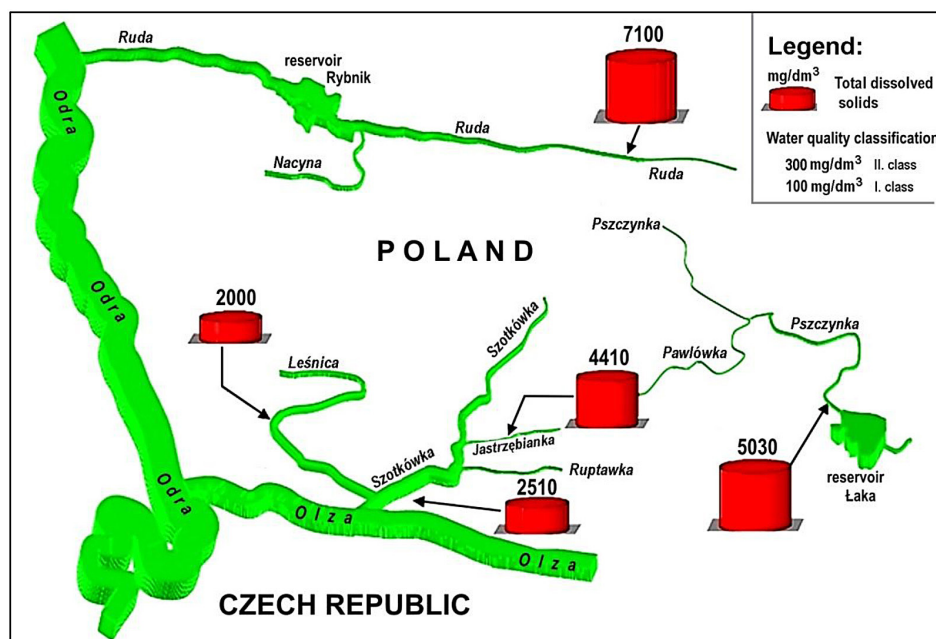 Ruda
reservoir
Rybnik
7100
Legend:
mg/dm³
Total dissolved
solids
Water quality classification
300 mg/dm³ II. class
100 mg/dm³ I. class
Odra
Ruda
Nacyna
Ruda
POLAND
Pszczynka
Odra
2000
Szotkówka
Pszczynka
Leśnica
4410
Pawlówka
Jastrzębianka
Szotkówka
Ruptawka
5030
reservoir
Łaka
Odra
Olza
2510
Olza
CZECH REPUBLIC